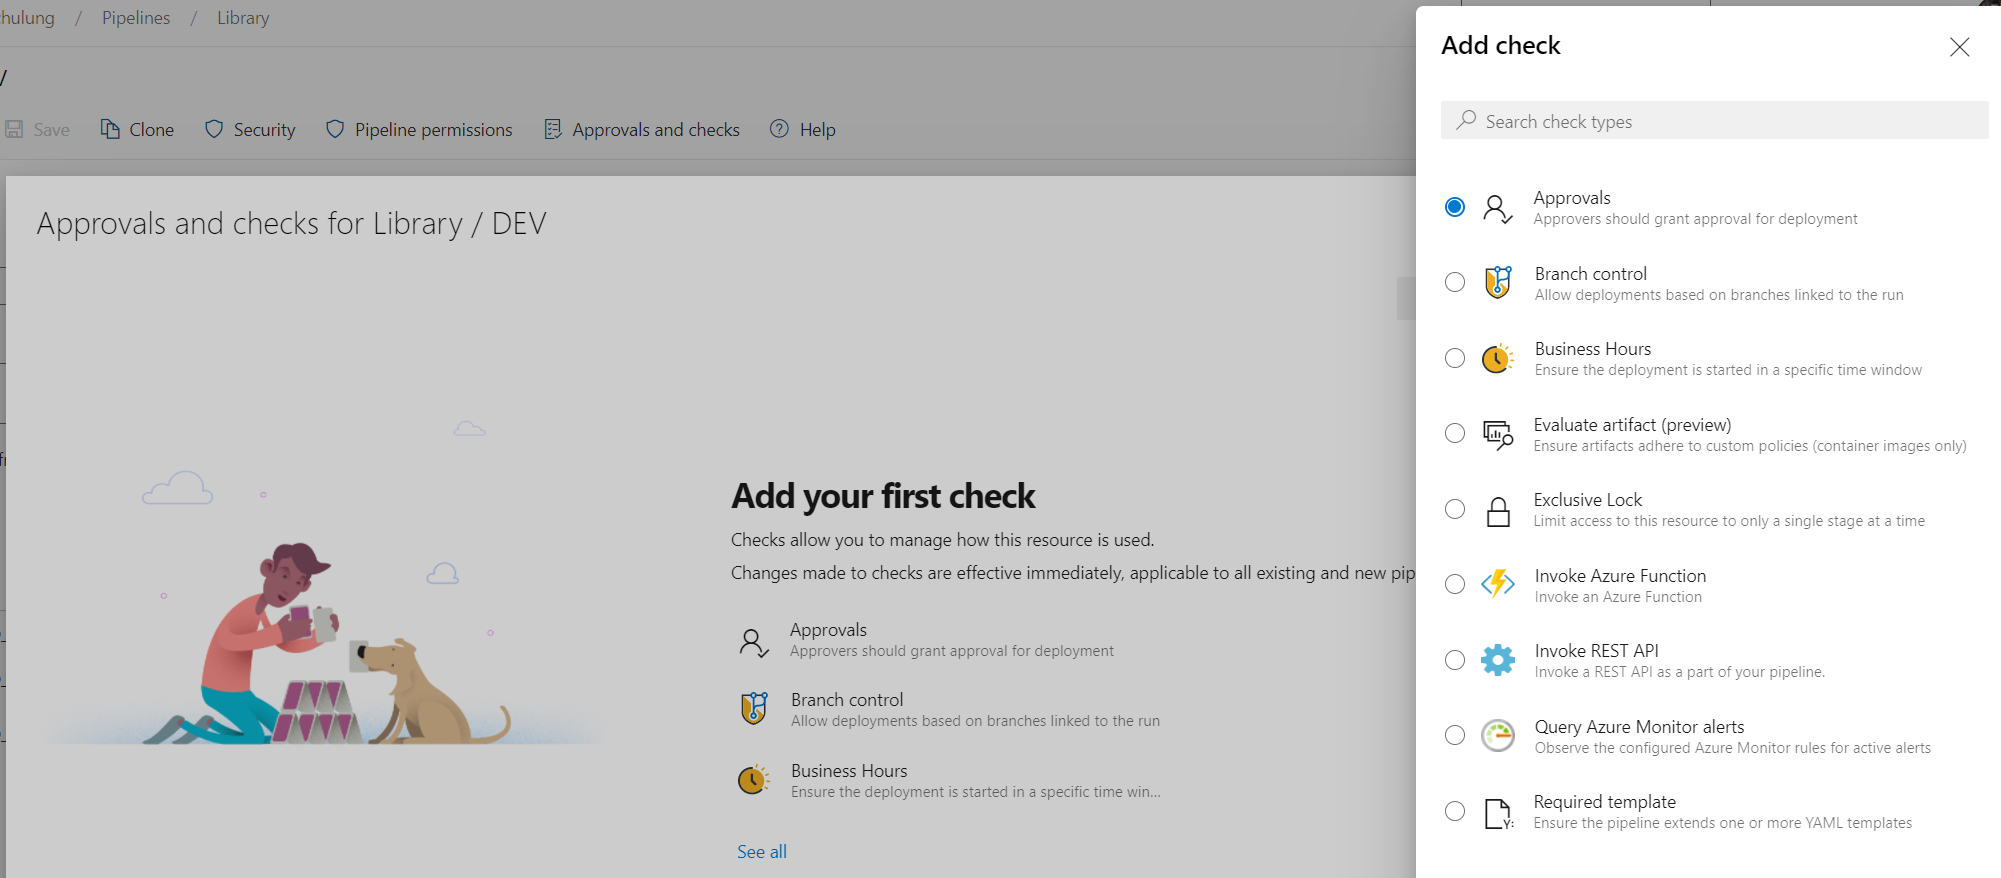 / Pipelines / Library
/
Save Clone Security Pipeline permissions Approvals and checks Help
Approvals and checks for Library / DEV
Add your first check
Checks allow you to manage how this resource is used.
Changes made to checks are effective immediately, applicable to all existing and new pip
Approvals
Approvers should grant approval for deployment
Branch control
Allow deployments based on branches linked to the run
Business Hours
Ensure the deployment is started in a specific time win...
See all
Add check
Search check types
Approvals
Approvers should grant approval for deployment
Branch control
Allow deployments based on branches linked to the run
Business Hours
Ensure the deployment is started in a specific time window
Evaluate artifact (preview)
Ensure artifacts adhere to custom policies (container images only)
Exclusive Lock
Limit access to this resource to only a single stage at a time
Invoke Azure Function
Invoke an Azure Function
Invoke REST API
Invoke a REST API as a part of your pipeline.
Query Azure Monitor alerts
Observe the configured Azure Monitor rules for active alerts
Required template
Ensure the pipeline extends one or more YAML templates